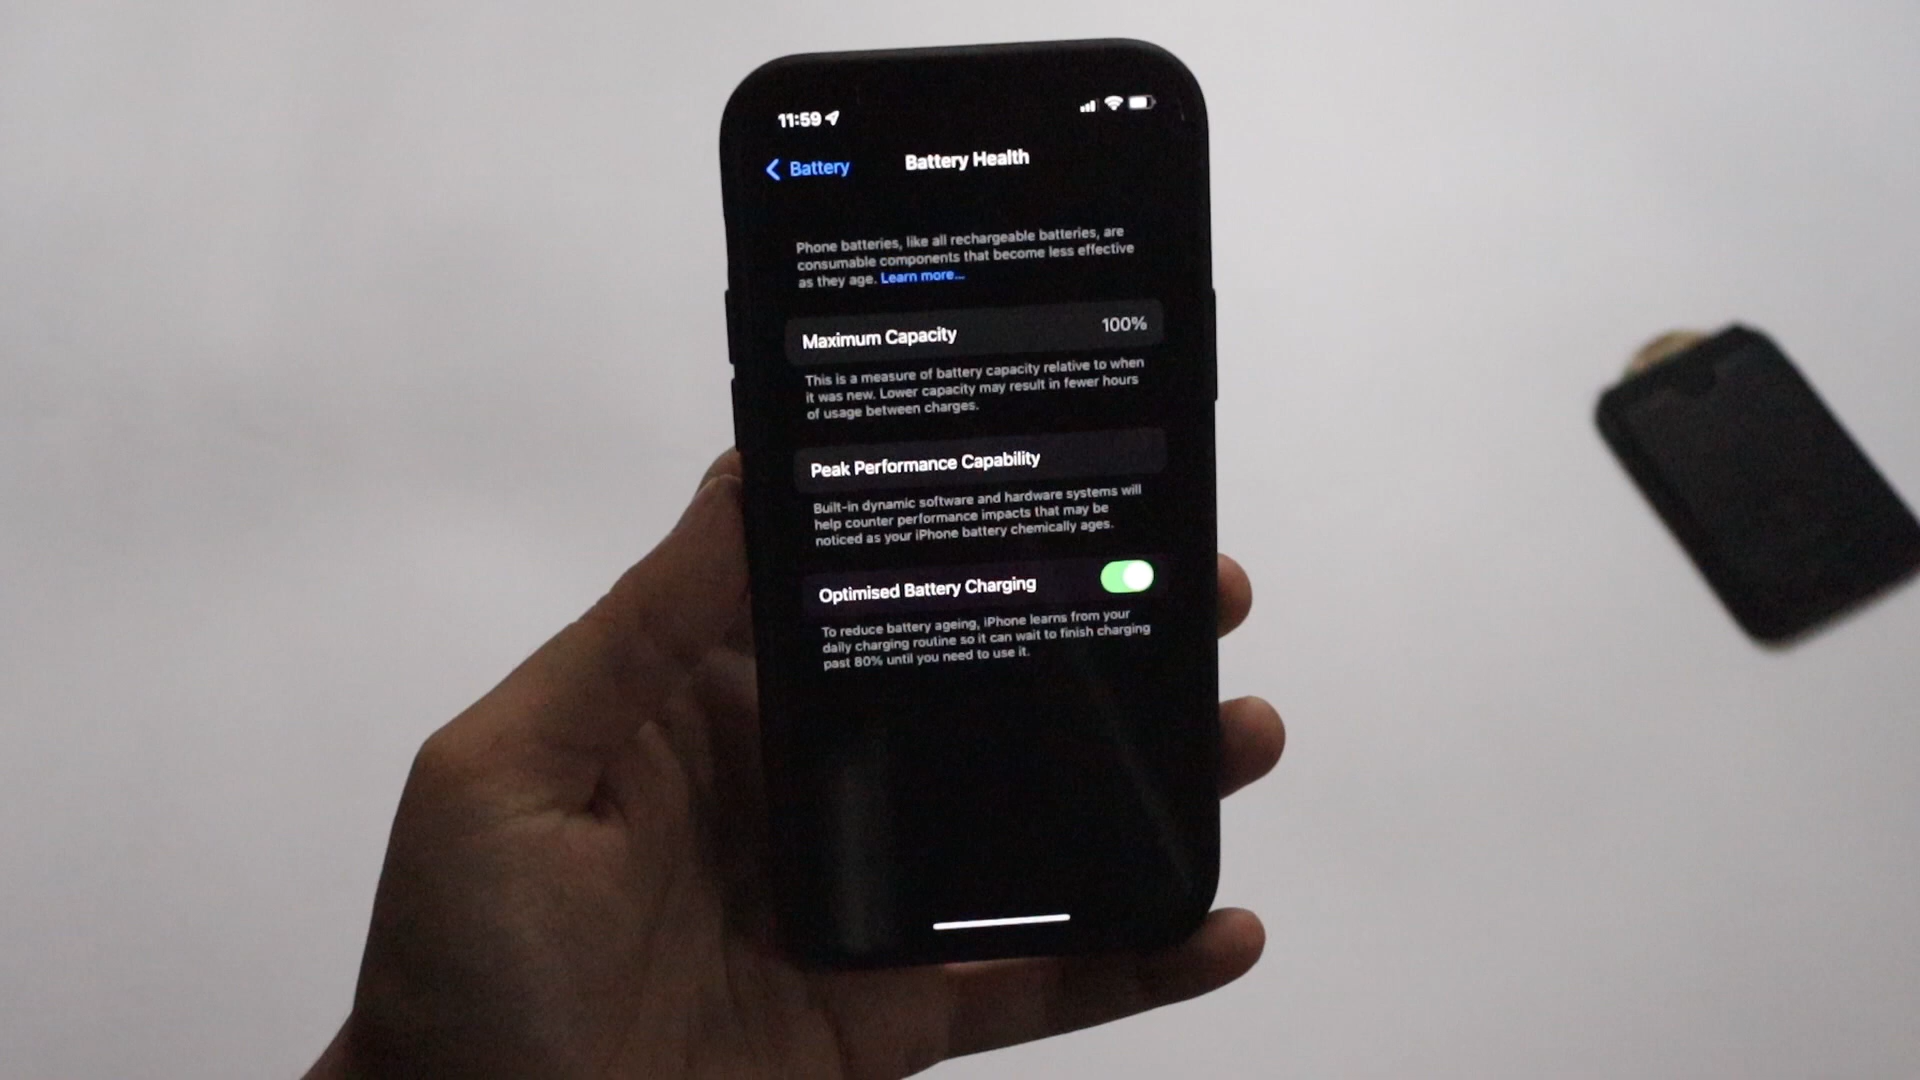 11:59
Battery
Battery Health
Phone batteries, like all rechargeable batteries, are
consumable components that become less effective
as they age. Learn more...
Maximum Capacity 100%
This is a measure of battery capacity relative to when
it was new. Lower capacity may result in fewer hours
of usage between charges.
Peak Performance Capability
Built-in dynamic software and hardware systems will
help counter performance impacts that may be
noticed as your iPhone battery chemically ages.
Optimised Battery Charging
To reduce battery ageing, iPhone learns from your
daily charging routine so it can wait to finish charging
past 80% until you need to use it.